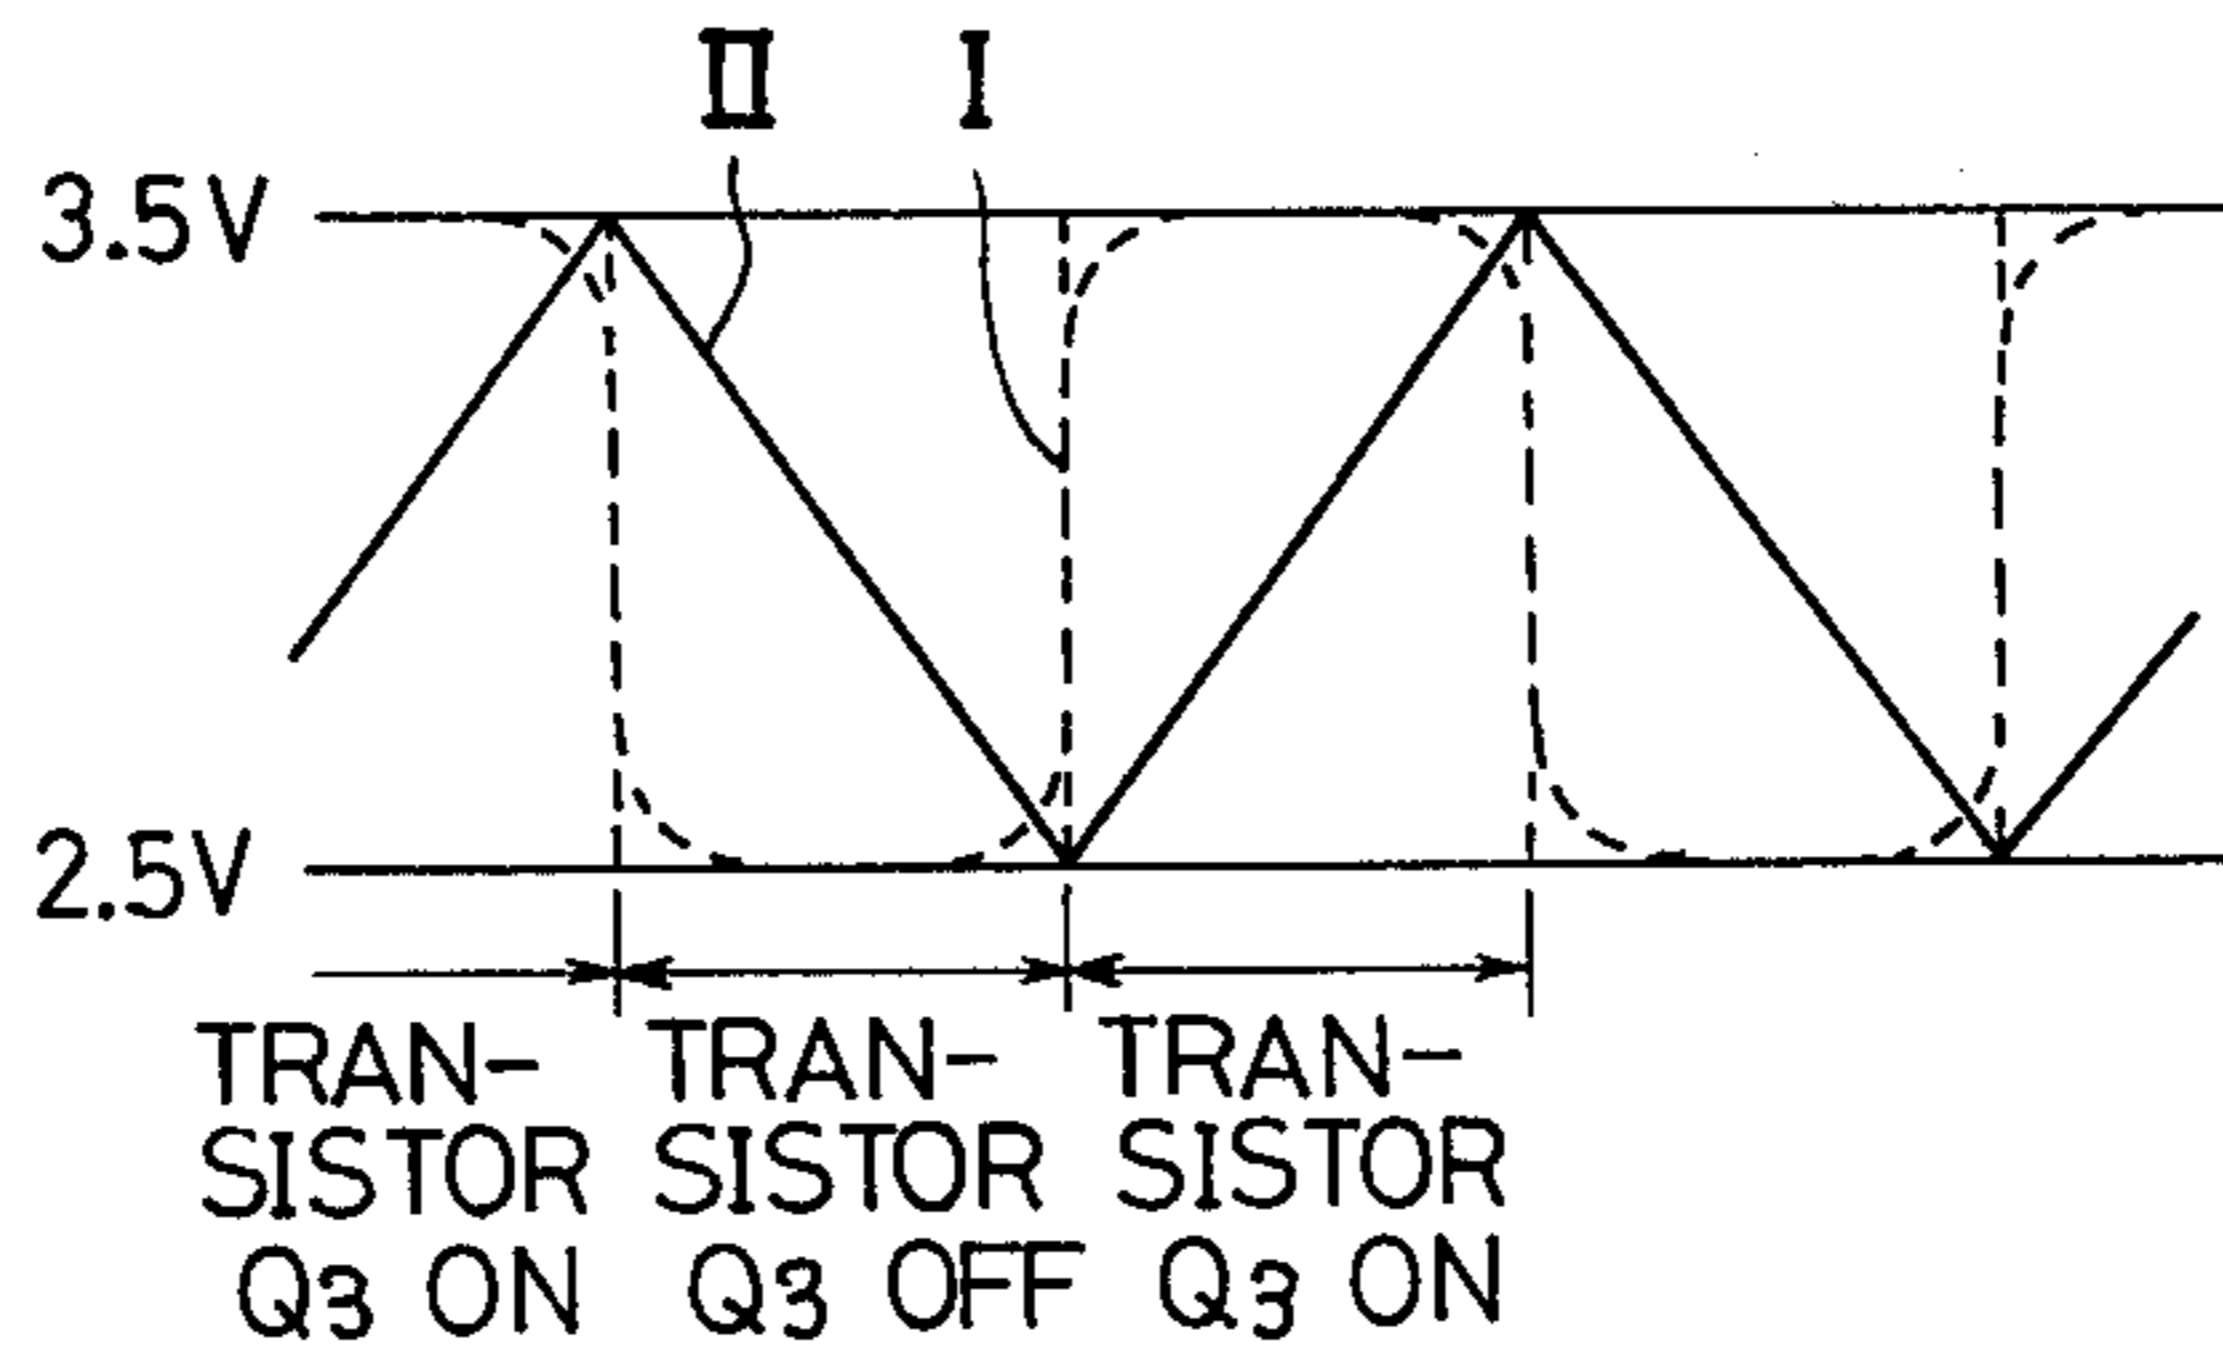 II I
3.5V
2.5V
TRAN-
SISTOR
Q3 ON
TRAN-
SISTOR
Q3 OFF
TRAN-
SISTOR
Q3 ON